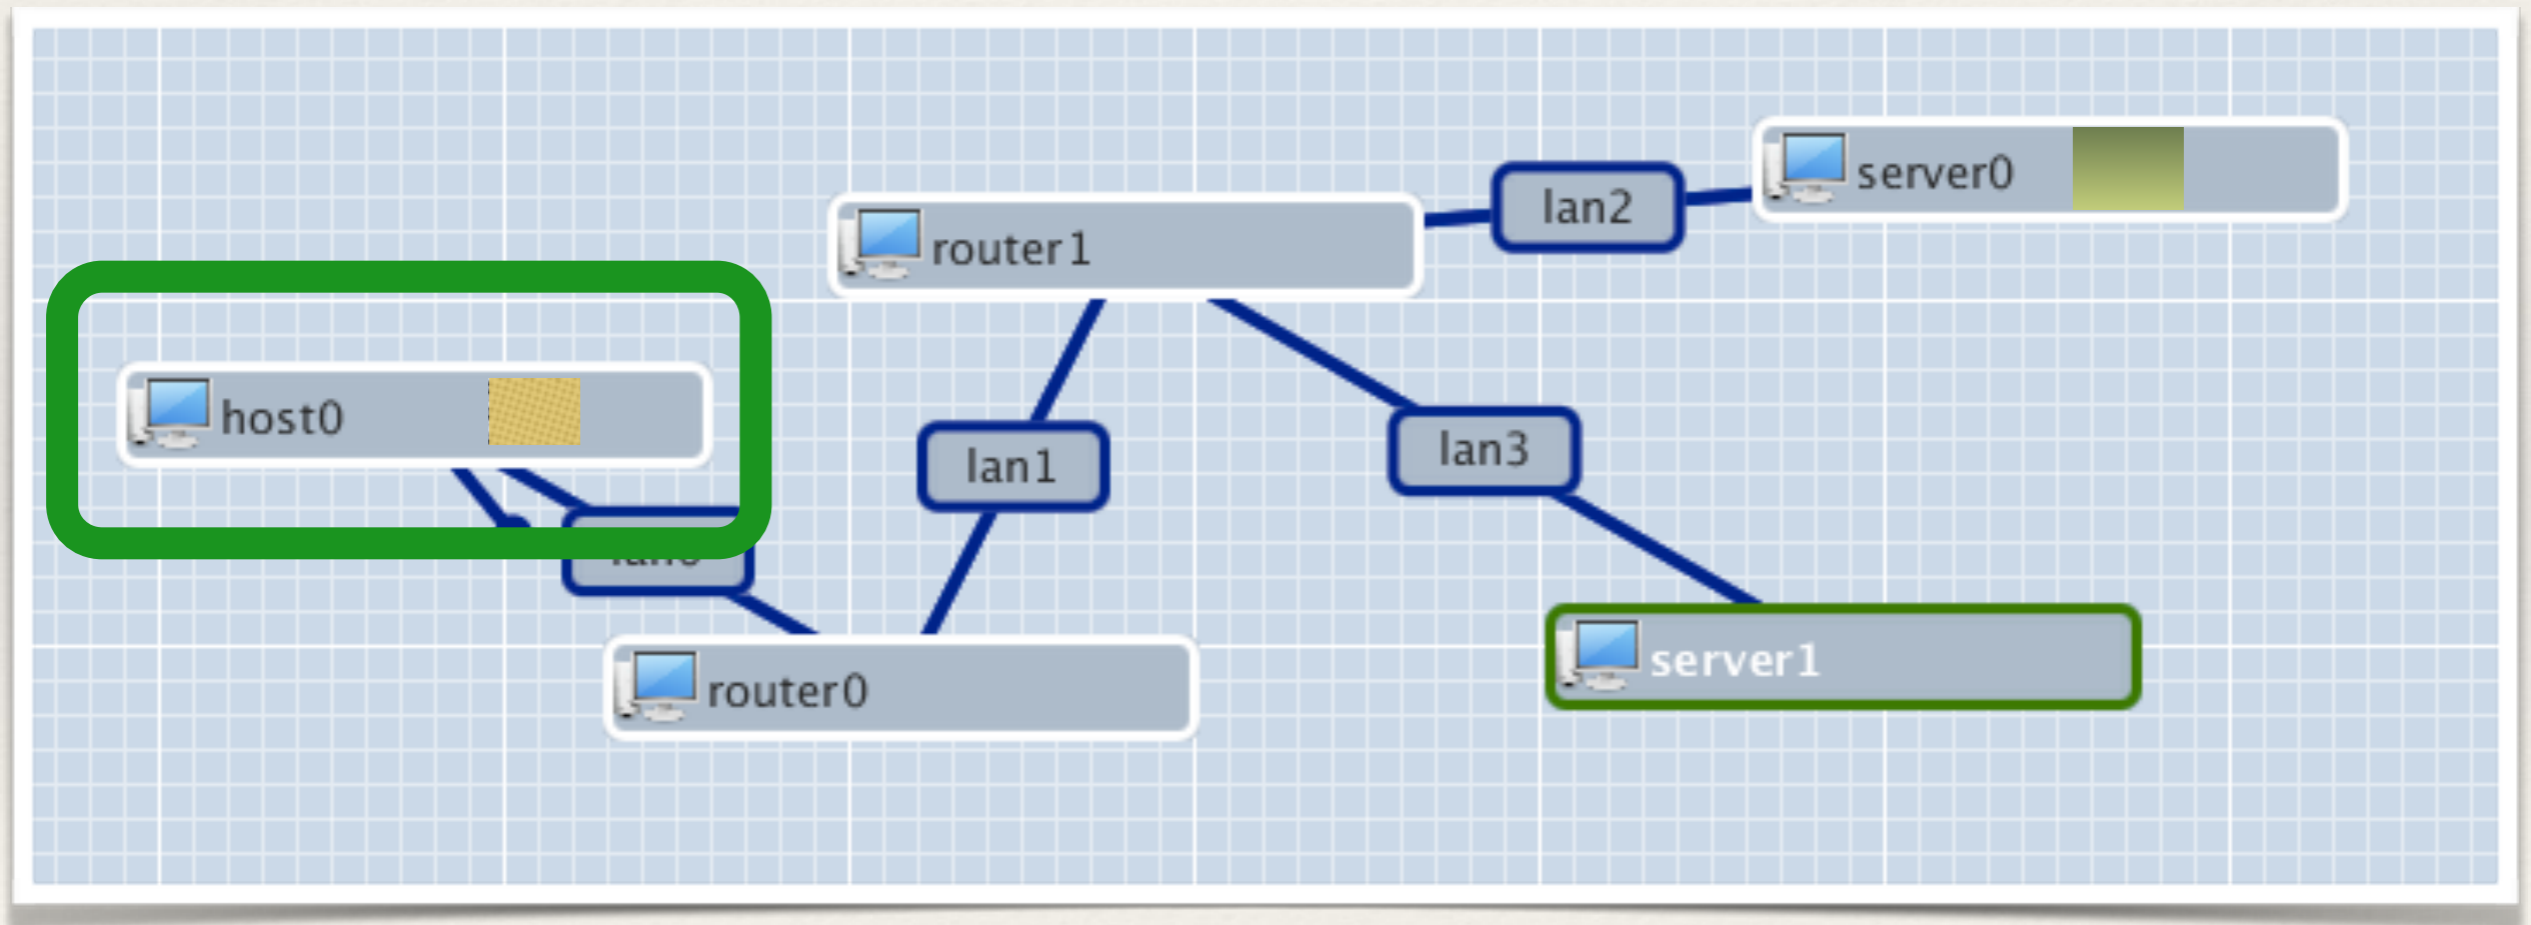 server0
lan2
router1
host0
lan1
lan3
server1
router0